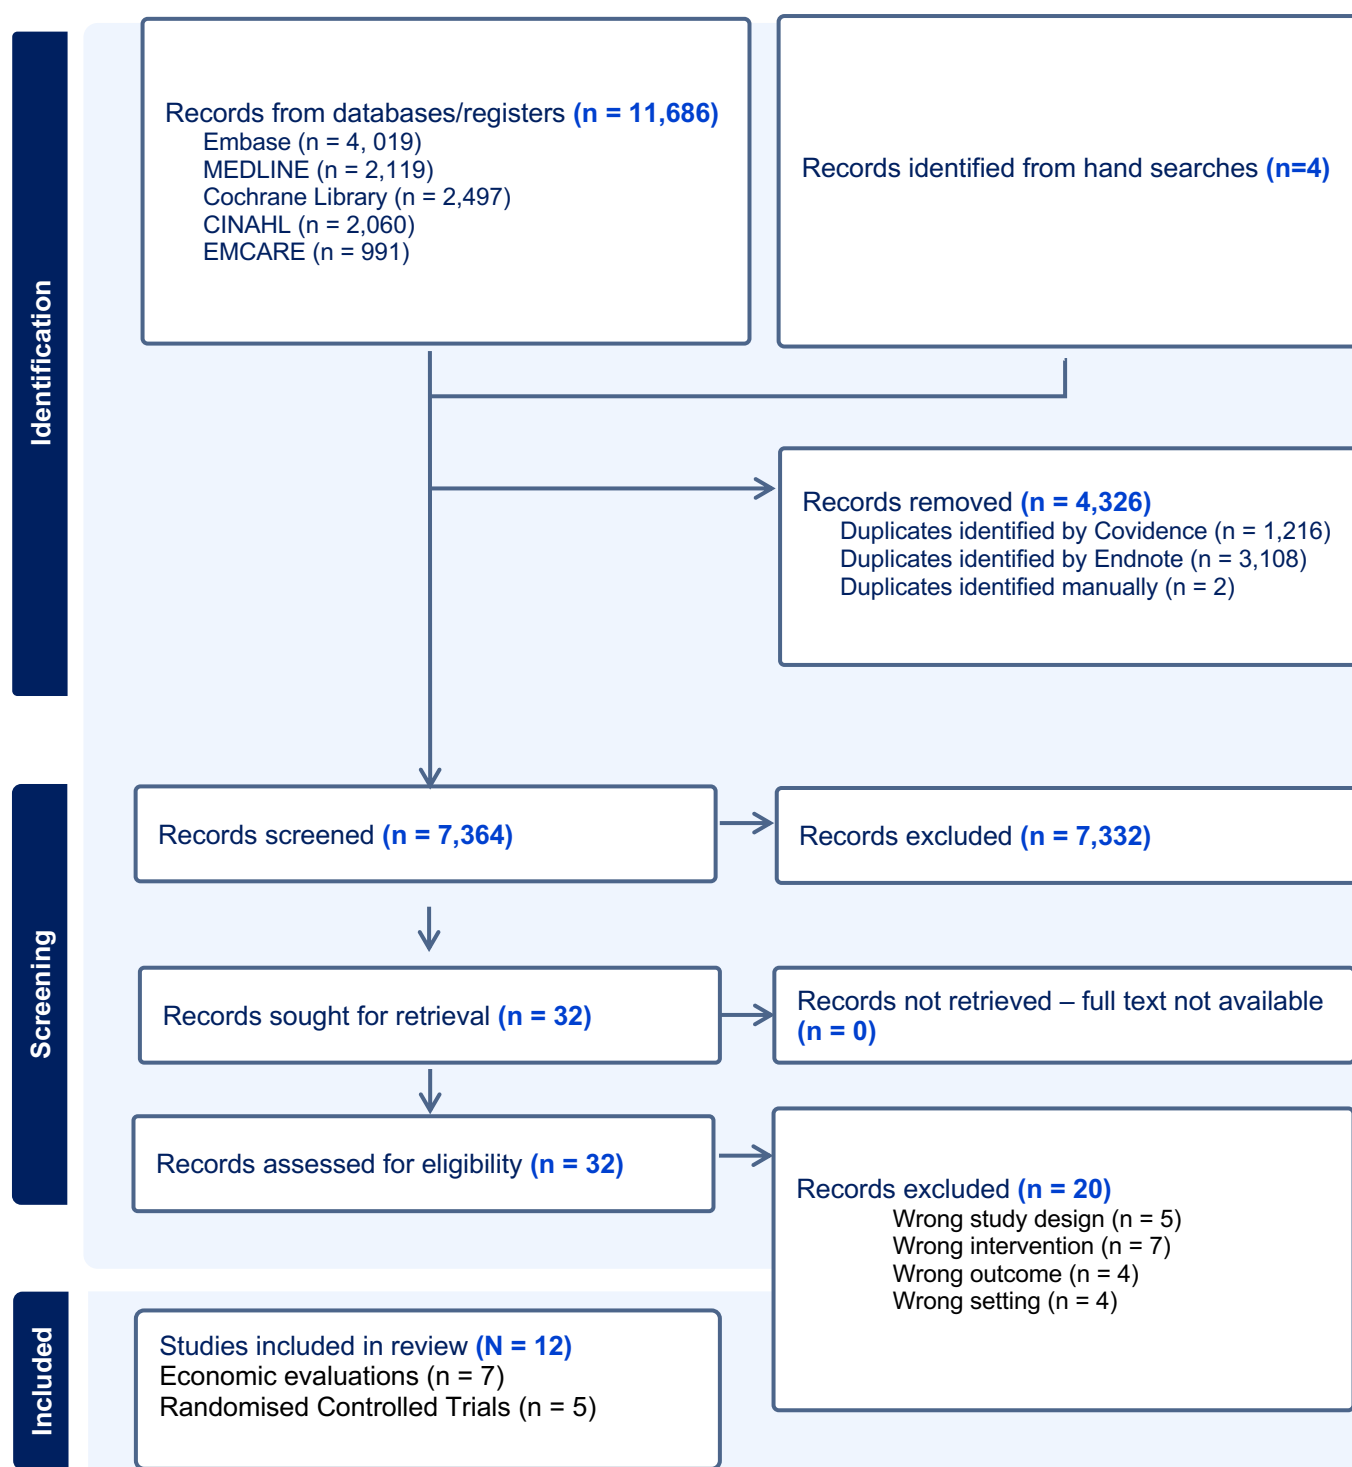 Identification
Records from databases/registers (n = 11,686)
Embase (n = 4, 019)
MEDLINE (n = 2,119)
Cochrane Library (n = 2,497)
CINAHL (n = 2,060)
EMCARE (n = 991)
Records identified from hand searches (n=4)
Records removed (n = 4,326)
Duplicates identified by Covidence (n = 1,216)
Duplicates identified by Endnote (n = 3,108)
Duplicates identified manually (n = 2)
Screening
Records screened (n = 7,364)
Records excluded (n = 7,332)
Records sought for retrieval (n = 32)
Records not retrieved – full text not available
(n = 0)
Records assessed for eligibility (n = 32)
Records excluded (n = 20)
Wrong study design (n = 5)
Wrong intervention (n = 7)
Wrong outcome (n = 4)
Wrong setting (n = 4)
Included
Studies included in review (N = 12)
Economic evaluations (n = 7)
Randomised Controlled Trials (n = 5)